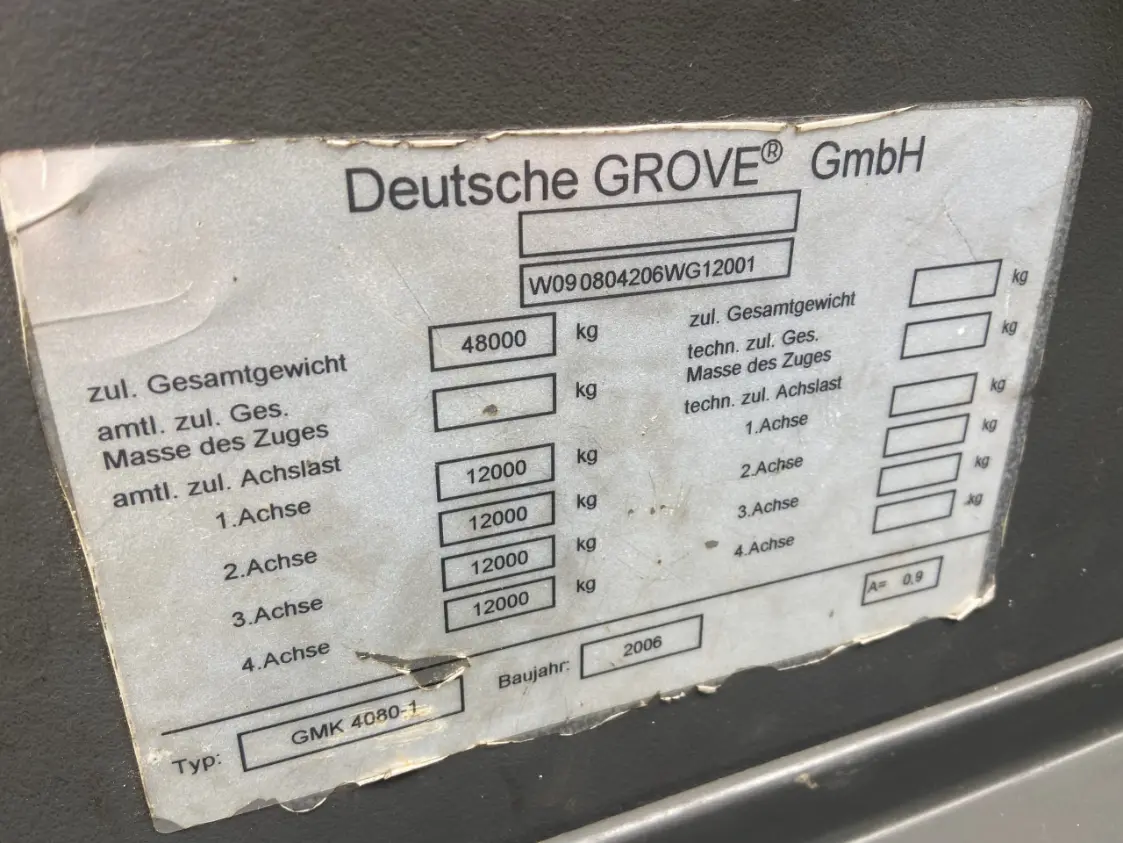 Deutsche GROVE® GmbH
W090804206WG12001
zul. Gesamtgewicht 48000 kg
amtl. zul. Ges.
Masse des Zuges kg
amtl. zul. Achslast
1.Achse 12000 kg
2.Achse 12000 kg
3.Achse 12000 kg
4.Achse 12000 kg
zul. Gesamtgewicht kg
techn. zul. Ges.
Masse des Zuges kg
techn. zul. Achslast
1.Achse kg
2.Achse kg
3.Achse kg
4.Achse kg
A= 0,9
Typ: GMK 4080-1 Baujahr: 2006